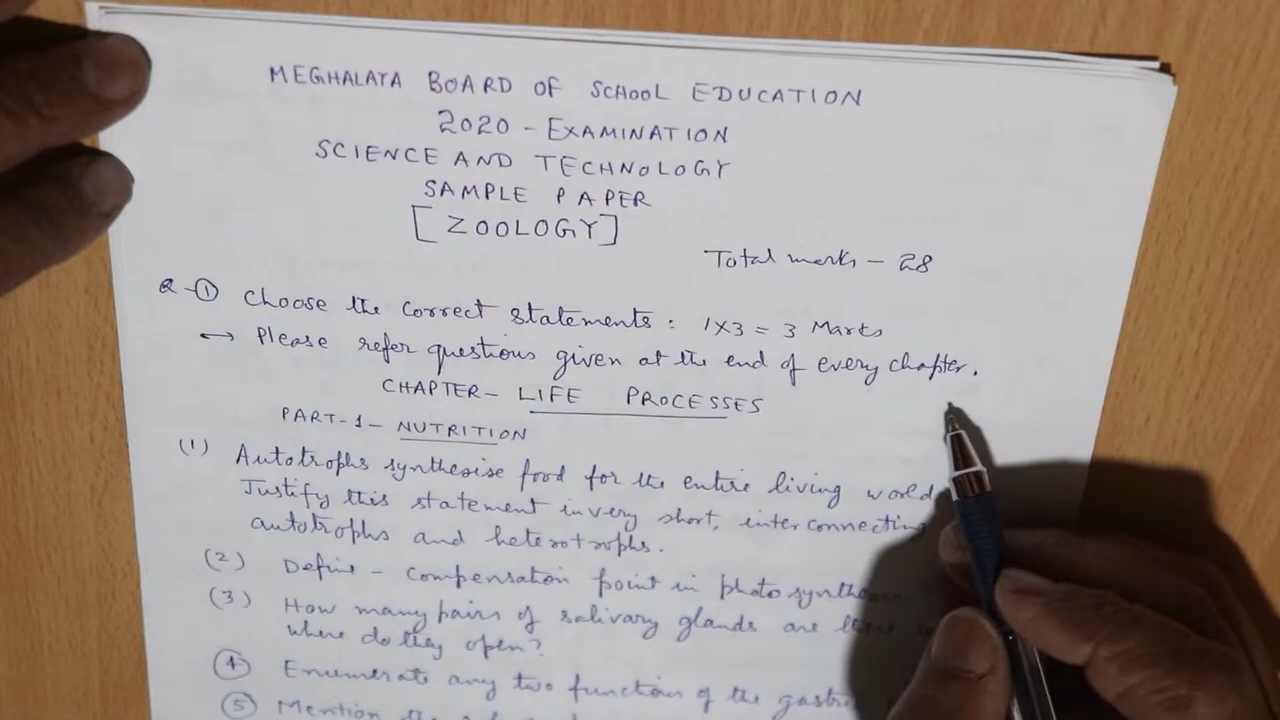 MEGHALAYA BOARD OF SCHOOL EDUCATION
2020 - EXAMINATION
SCIENCE AND TECHNOLOGY
SAMPLE PAPER
[ZOOLOGY]
Total marks - 28
Q-① Choose the correct statements: 1X3 = 3 Marks
↔ Please refer questions given at the end of every chapter.
CHAPTER- LIFE PROCESSES
PART-1- NUTRITION
(1) Autotrophs synthesise food for the entire living world
Justify this statement in very short, interconnecting
autotrophs and heterotrophs.
(2) Define - compensation point in photo
(3) How many pairs of salivary glands are
where do they open?
④ Enumerate any two functions of the
⑤ Mention the